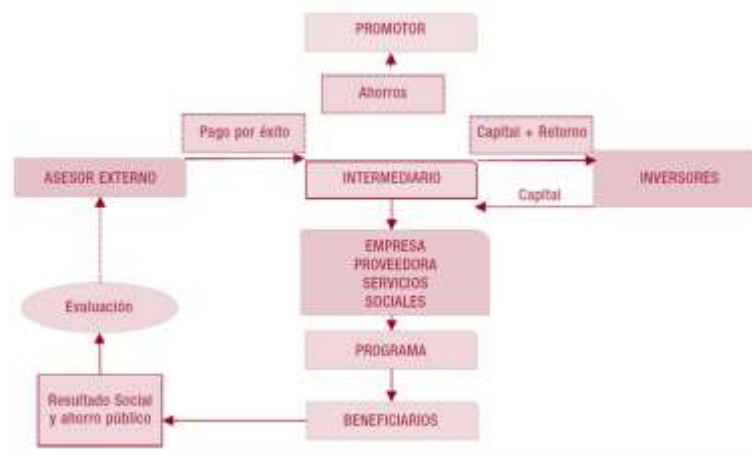 PROMOTOR
Ahorros
Pago por éxito
Capital + Retorno
ASESOR EXTERNO
INTERMEDIARIO
INVERSORES
Capital
EMPRESA
PROVEEDORA
SERVICIOS
SOCIALES
Evaluación
PROGRAMA
Resultado Social
y ahorro público
BENEFICIARIOS